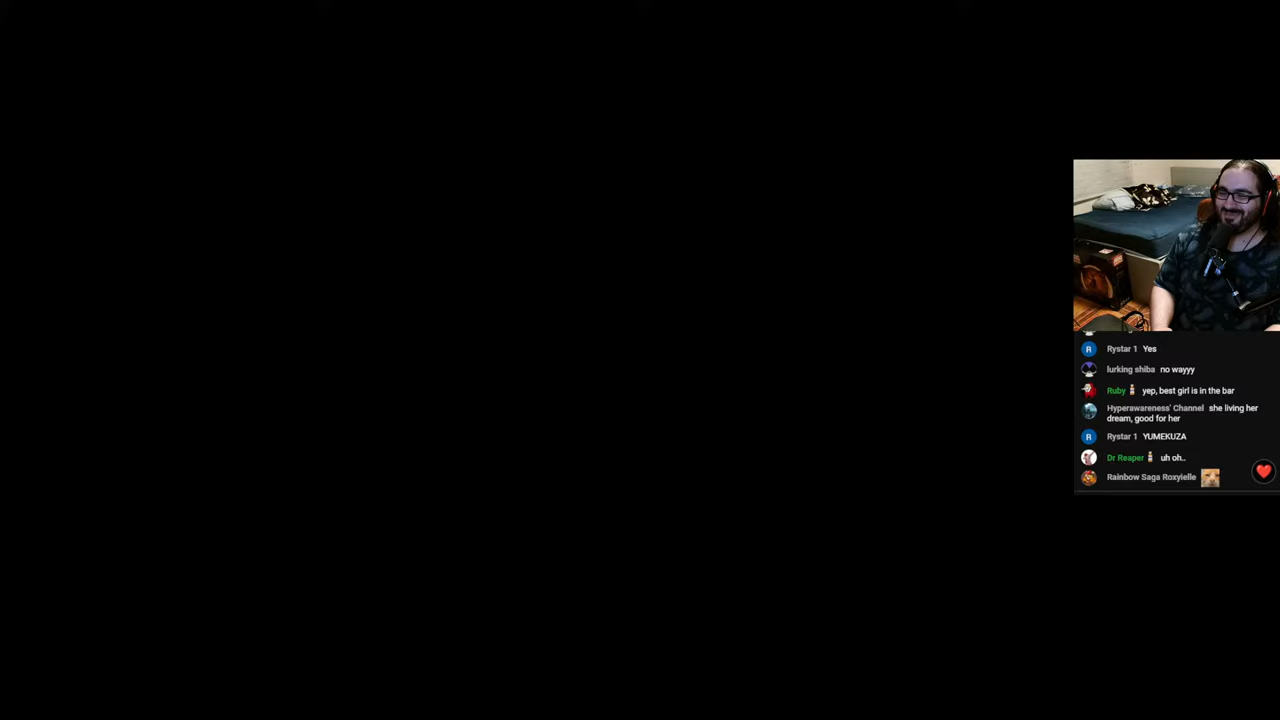 R Rystar 1 Yes
lurking shiba no wayyy
Ruby yep, best girl is in the bar
Hyperawareness' Channel she living her
dream, good for her
R Rystar 1 YUMEKUZA
Dr Reaper uh oh..
Rainbow Saga Roxyielle